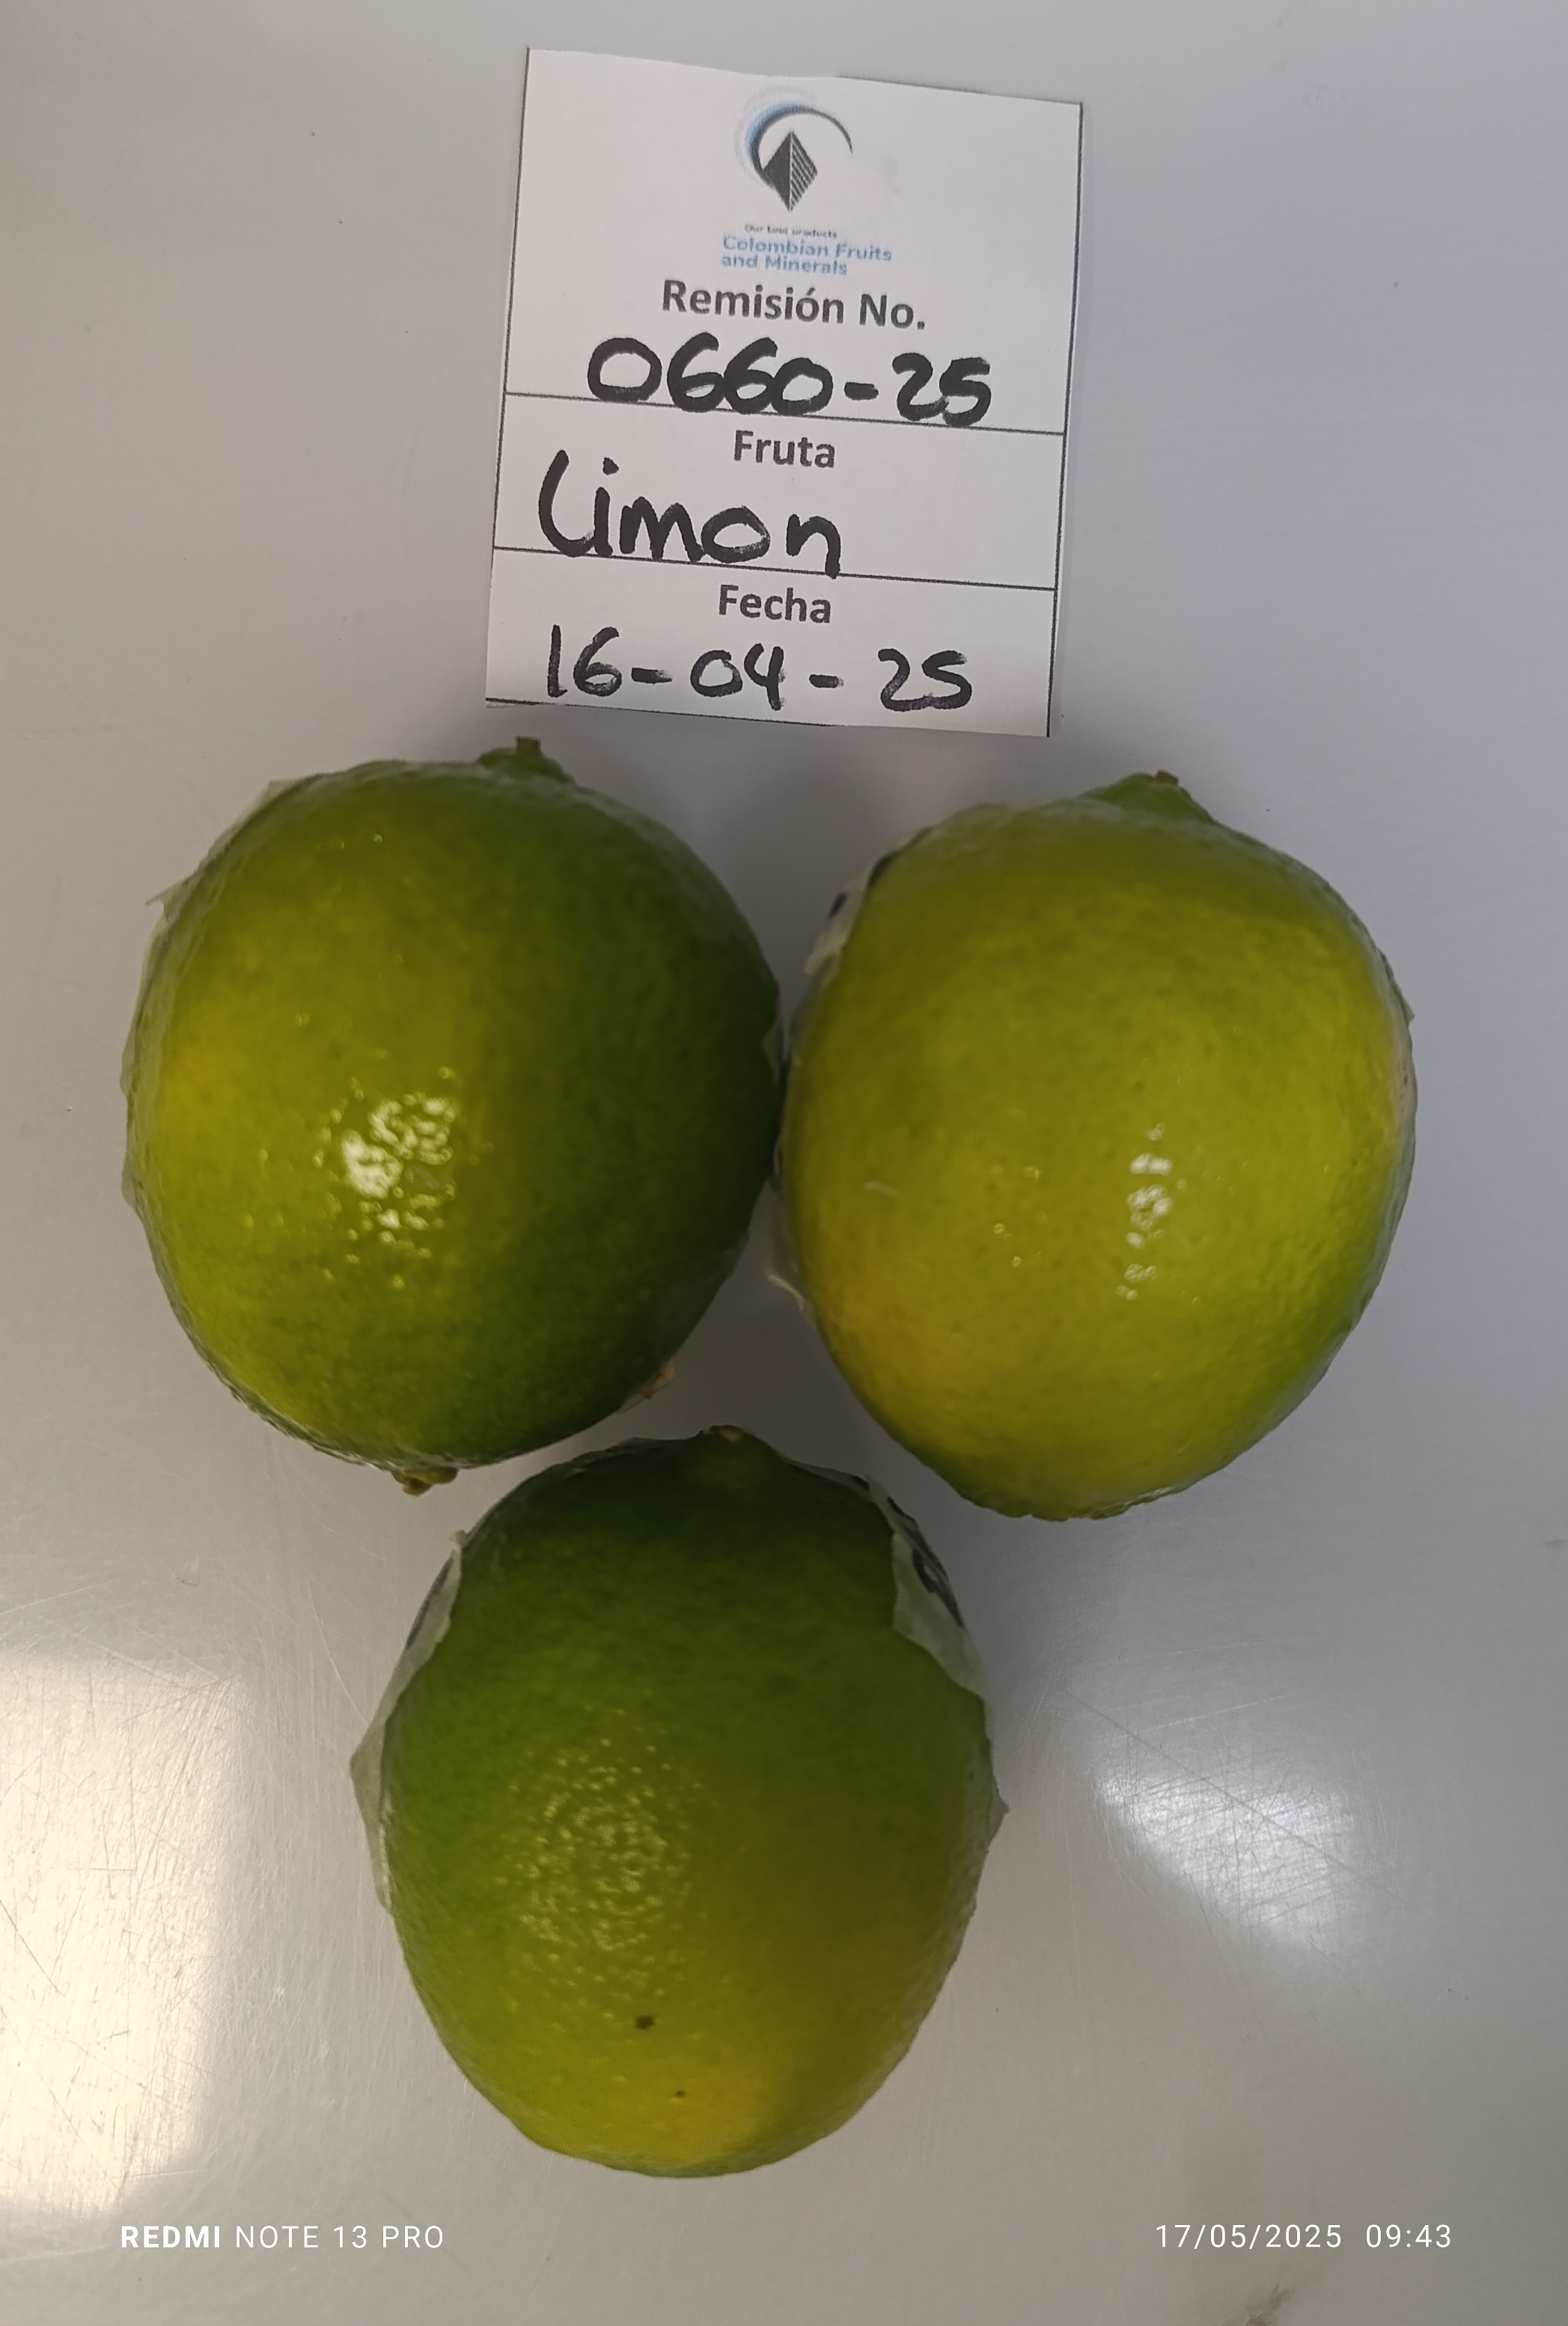 Our land products
Colombian Fruits
and Minerals
Remisión No.
0660-25
Fruta
Limon
Fecha
16-04-25
REDMI NOTE 13 PRO
17/05/2025 09:43